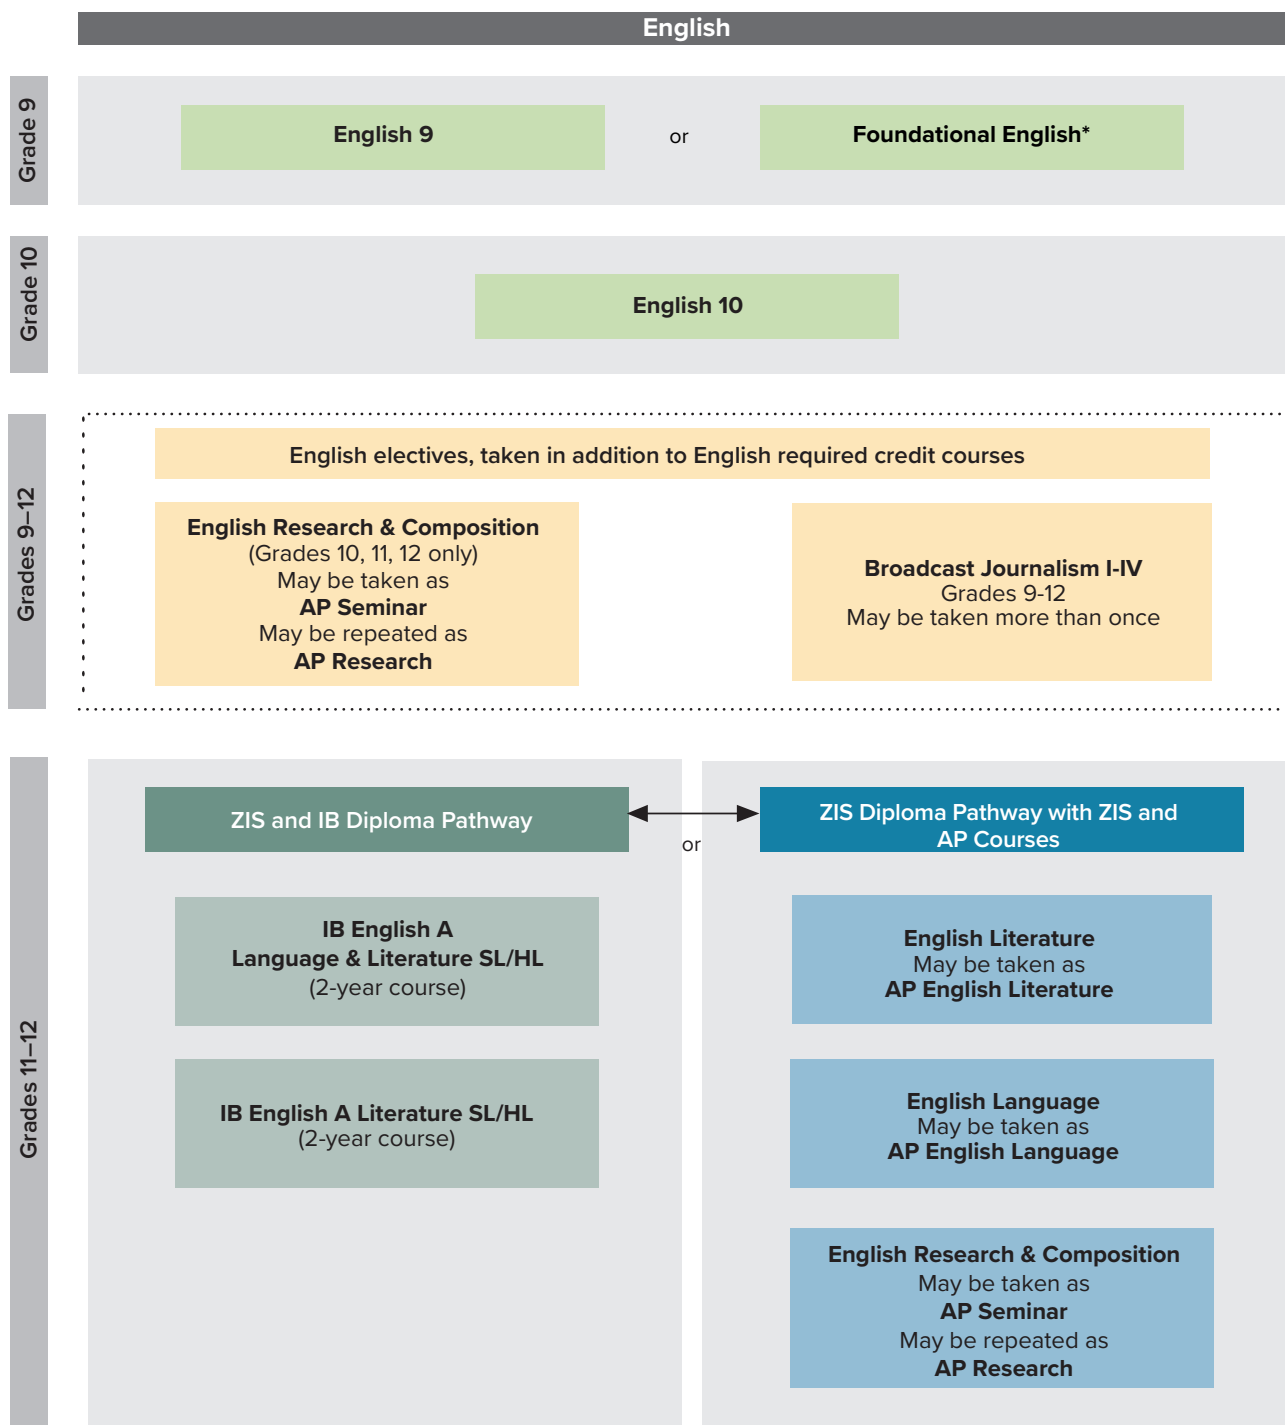 English
Grade 9
English 9
or
Foundational English*
Grade 10
English 10
Grades 9–12
English electives, taken in addition to English required credit courses
English Research & Composition
(Grades 10, 11, 12 only)
May be taken as
AP Seminar
May be repeated as
AP Research
Broadcast Journalism I-IV
Grades 9-12
May be taken more than once
Grades 11–12
ZIS and IB Diploma Pathway
or
ZIS Diploma Pathway with ZIS and
AP Courses
IB English A
Language & Literature SL/HL
(2-year course)
IB English A Literature SL/HL
(2-year course)
English Literature
May be taken as
AP English Literature
English Language
May be taken as
AP English Language
English Research & Composition
May be taken as
AP Seminar
May be repeated as
AP Research